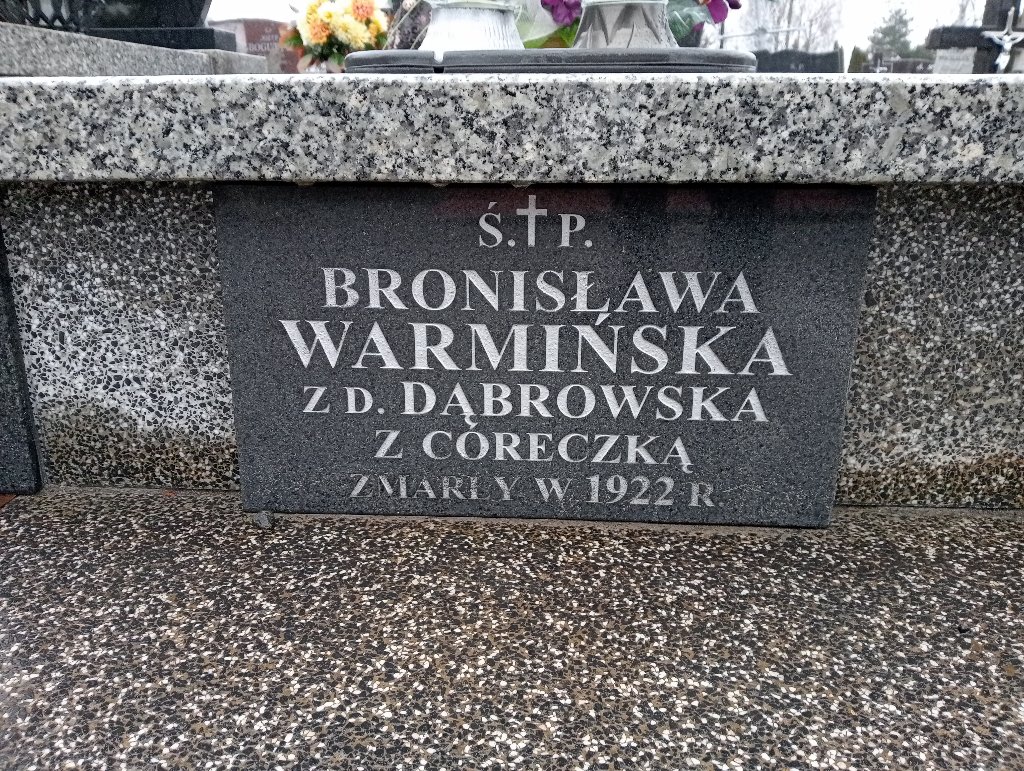 Ś.✝P.
BRONISŁAWA
WARMIŃSKA
Z D. DĄBROWSKA
Z CÓRECZKĄ
ZMARŁY W 1922 R.